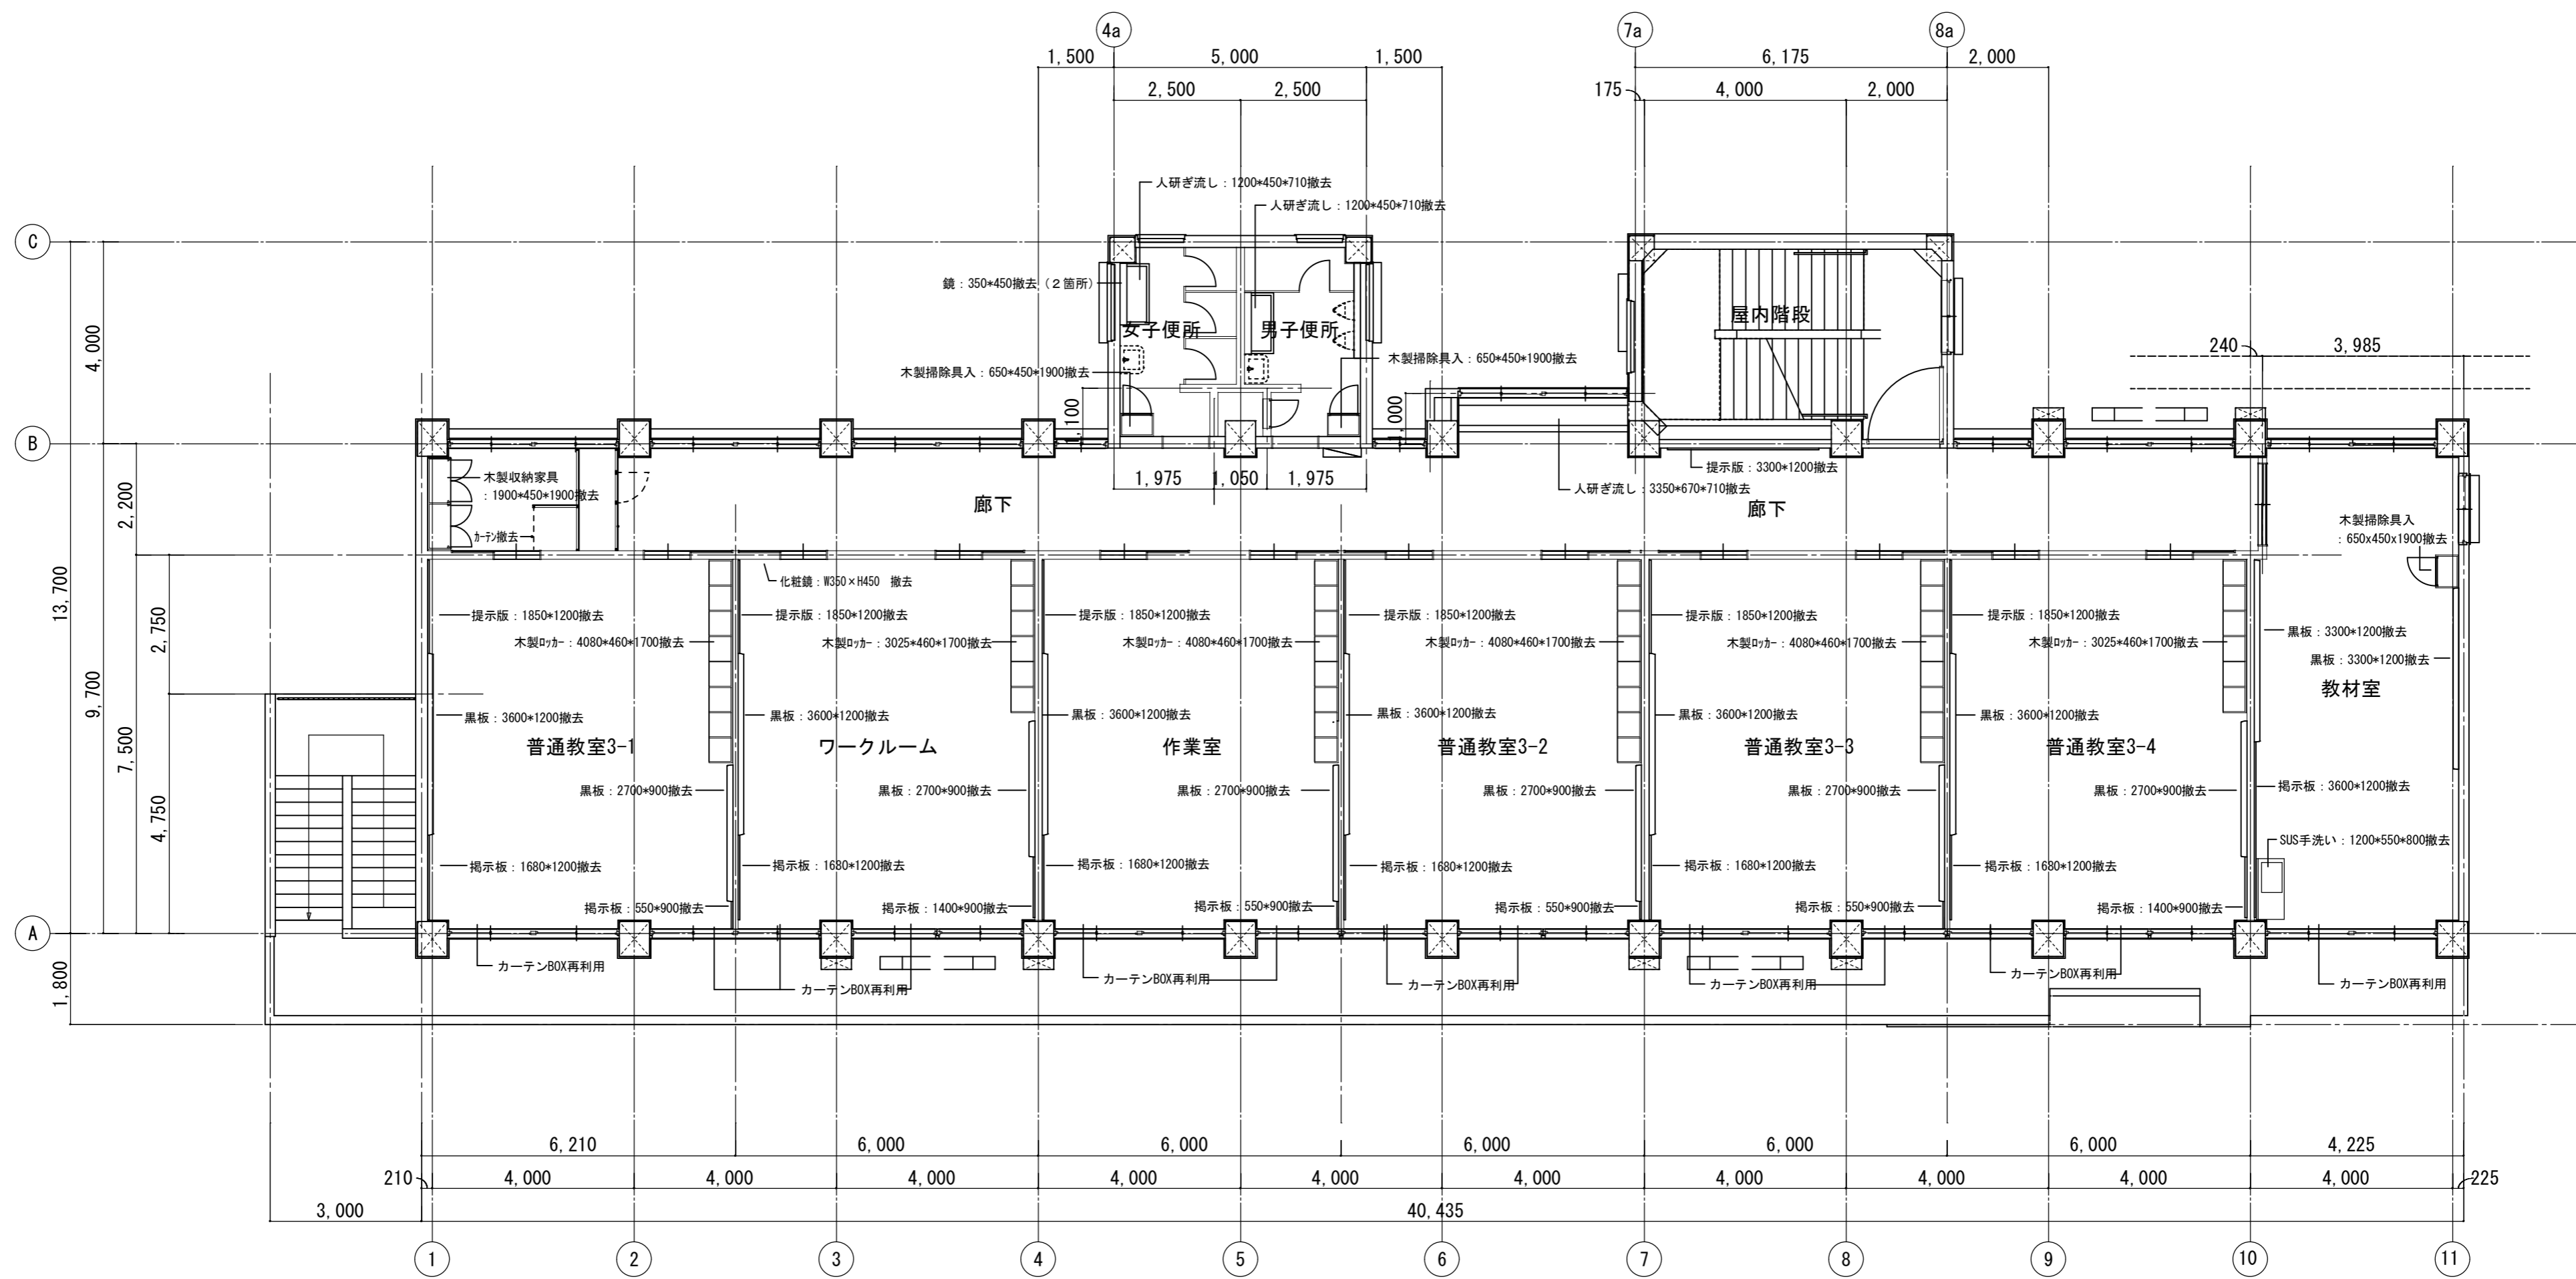 4a
7a
8a
1,500
5,000
1,500
6,175
2,000
2,500
2,500
175
4,000
2,000
人研ぎ流し：1200*450*710撤去
人研ぎ流し：1200*450*710撤去
C
鏡：350*450撤去（２箇所）
女子便所
男子便所
屋内階段
木製掃除具入：650*450*1900撤去
木製掃除具入：650*450*1900撤去
240
3,985
4,000
1,100
1,000
B
木製収納家具
：1900*450*1900撤去
ｶｰﾃﾝ撤去
1,975
1,050
1,975
提示版：3300*1200撤去
人研ぎ流し：3350*670*710撤去
廊下
廊下
木製掃除具入
：650x450x1900撤去
2,200
13,700
9,700
2,750
7,500
4,750
化粧鏡：W350×H450　撤去
提示版：1850*1200撤去
提示版：1850*1200撤去
提示版：1850*1200撤去
提示版：1850*1200撤去
提示版：1850*1200撤去
提示版：1850*1200撤去
黒板：3300*1200撤去
木製ﾛｯｶｰ：4080*460*1700撤去
木製ﾛｯｶｰ：3025*460*1700撤去
木製ﾛｯｶｰ：4080*460*1700撤去
木製ﾛｯｶｰ：4080*460*1700撤去
木製ﾛｯｶｰ：4080*460*1700撤去
木製ﾛｯｶｰ：3025*460*1700撤去
黒板：3300*1200撤去
教材室
黒板：3600*1200撤去
黒板：3600*1200撤去
黒板：3600*1200撤去
黒板：3600*1200撤去
黒板：3600*1200撤去
黒板：3600*1200撤去
普通教室3-1
ワークルーム
作業室
普通教室3-2
普通教室3-3
普通教室3-4
黒板：2700*900撤去
黒板：2700*900撤去
黒板：2700*900撤去
黒板：2700*900撤去
黒板：2700*900撤去
黒板：2700*900撤去
掲示板：3600*1200撤去
SUS手洗い：1200*550*800撤去
掲示板：1680*1200撤去
掲示板：1680*1200撤去
掲示板：1680*1200撤去
掲示板：1680*1200撤去
掲示板：1680*1200撤去
掲示板：1680*1200撤去
掲示板：550*900撤去
掲示板：1400*900撤去
掲示板：550*900撤去
掲示板：550*900撤去
掲示板：550*900撤去
掲示板：1400*900撤去
A
1,800
カーテンBOX再利用
カーテンBOX再利用
カーテンBOX再利用
カーテンBOX再利用
カーテンBOX再利用
カーテンBOX再利用
カーテンBOX再利用
6,210
6,000
6,000
6,000
6,000
6,000
4,225
210
4,000
4,000
4,000
4,000
4,000
4,000
4,000
4,000
4,000
4,000
225
3,000
40,435
1
2
3
4
5
6
7
8
9
10
11